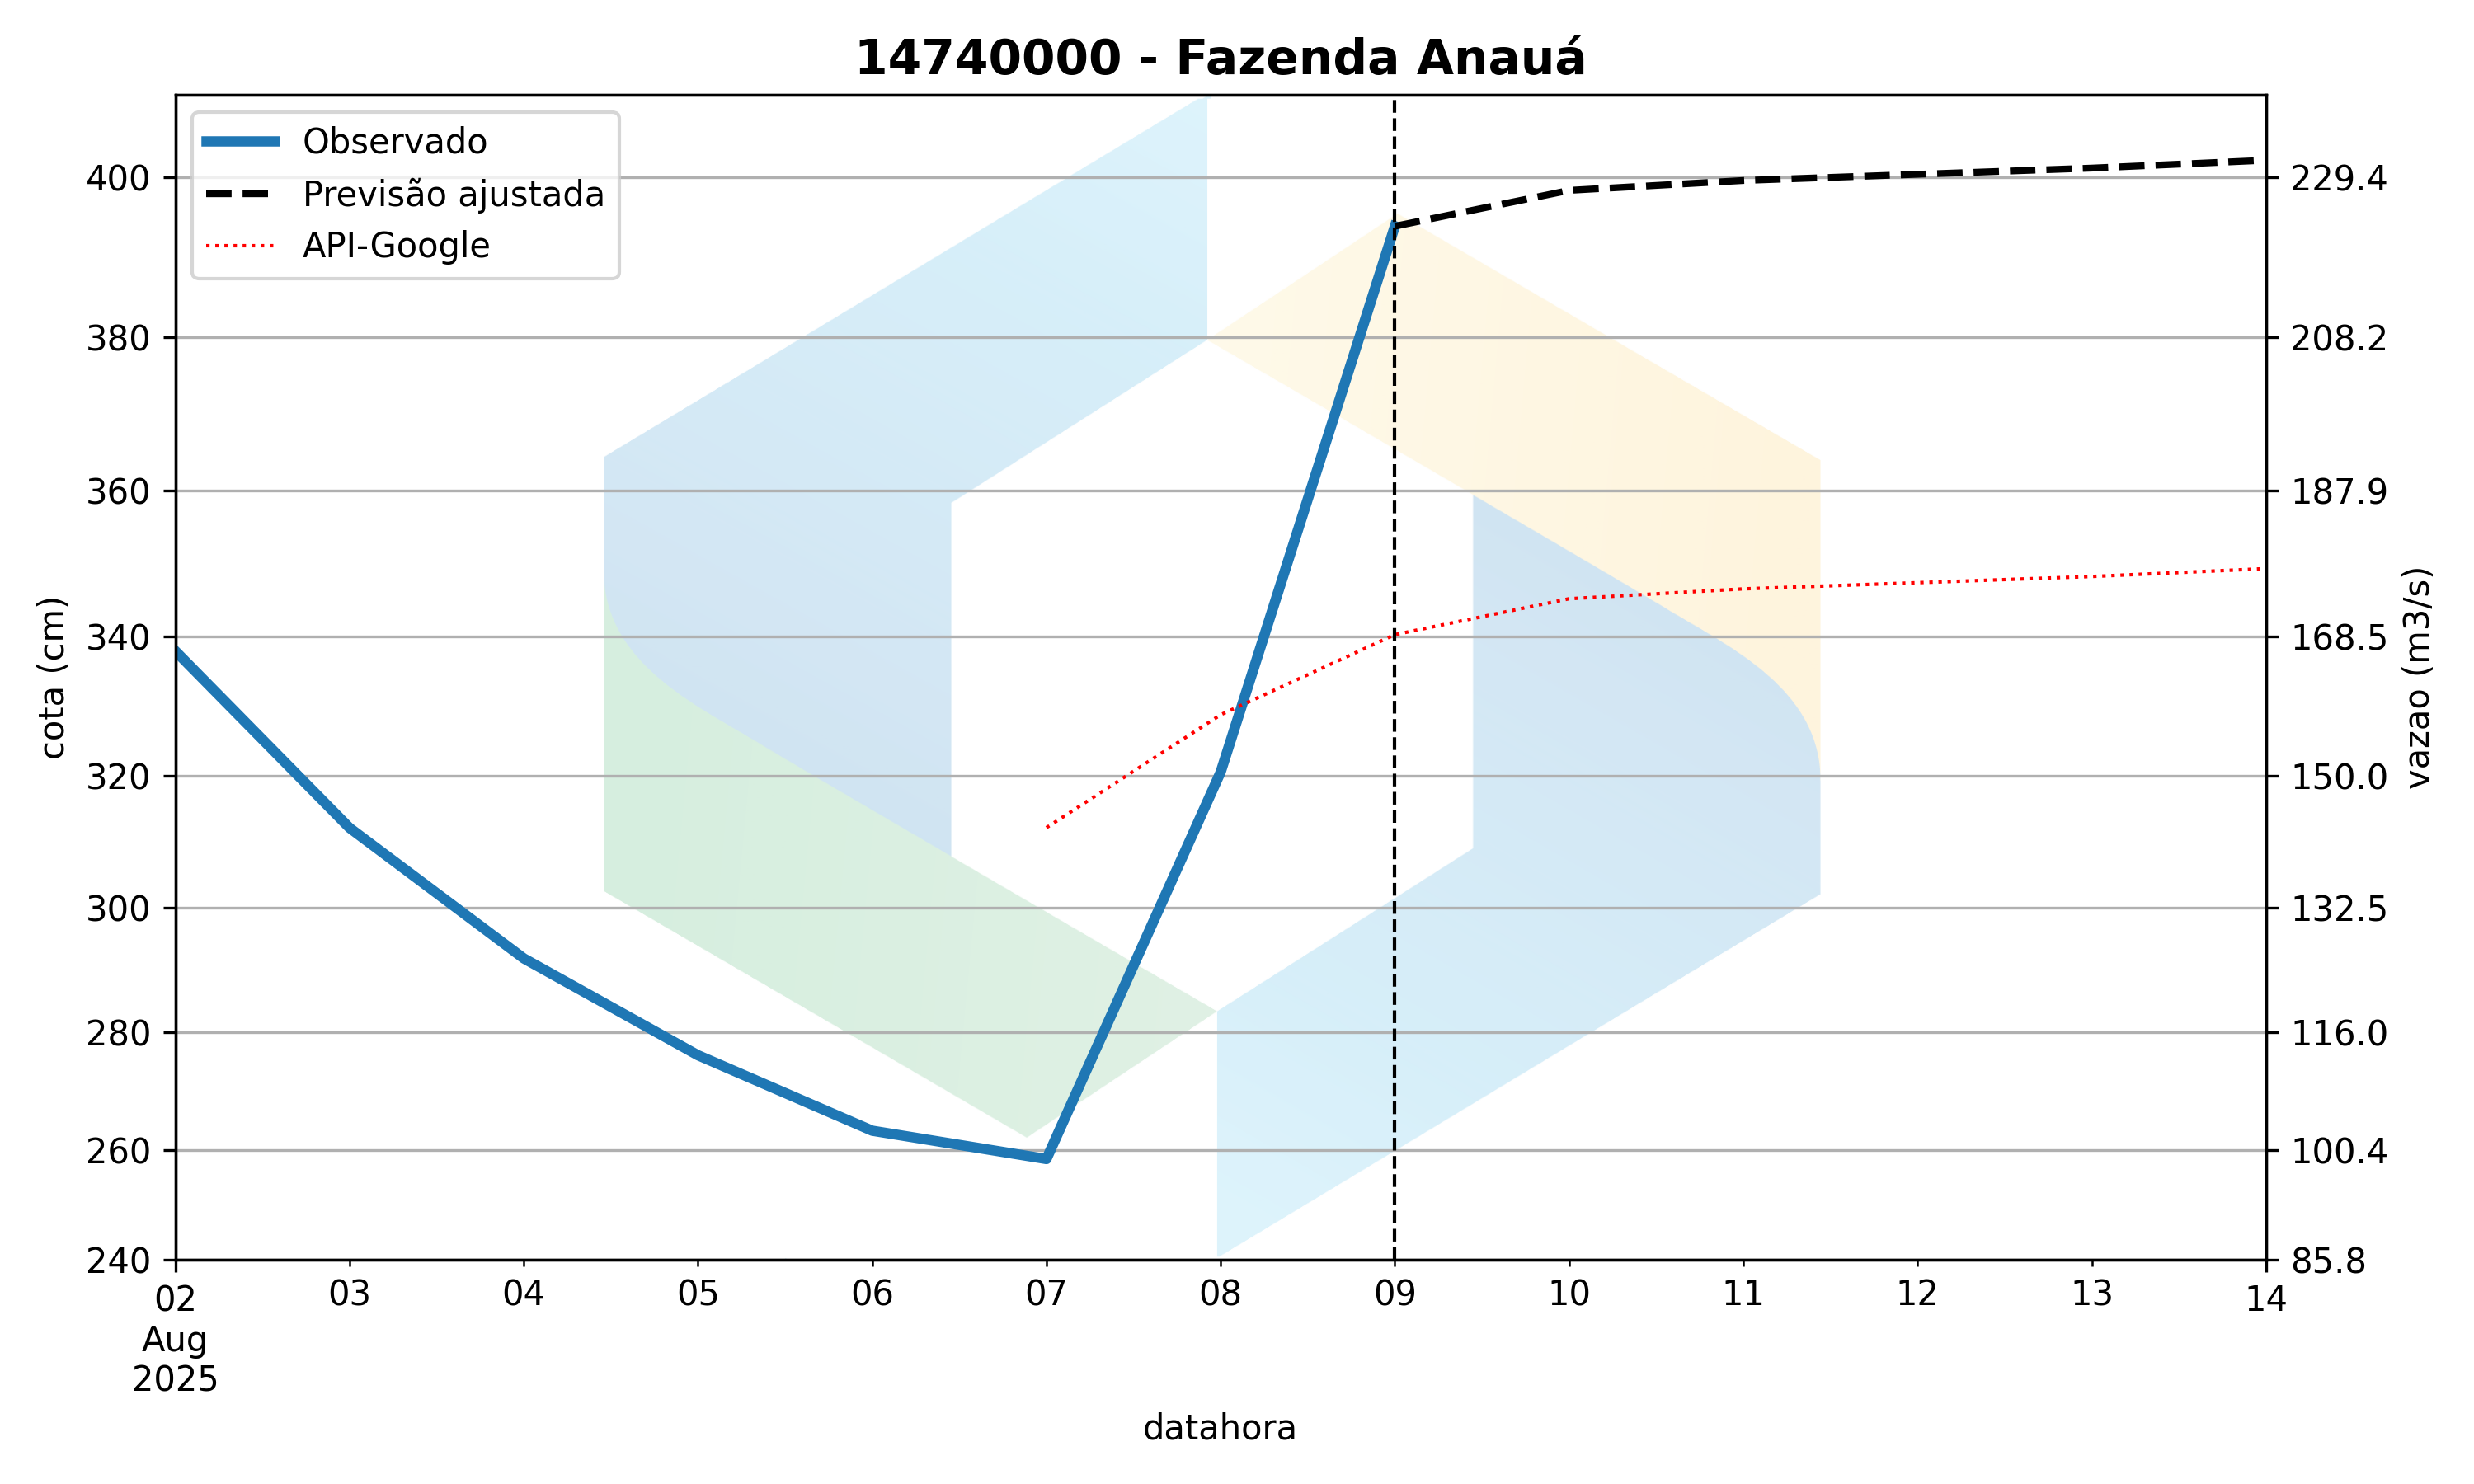 14740000 - Fazenda Anauá
Observado
Previsão ajustada
API-Google
400
380
360
340
320
300
280
260
240
cota (cm)
229.4
208.2
187.9
168.5
150.0
132.5
116.0
100.4
85.8
vazao (m3/s)
02 03 04 05 06 07 08 09 10 11 12 13 14
Aug
2025
datahora